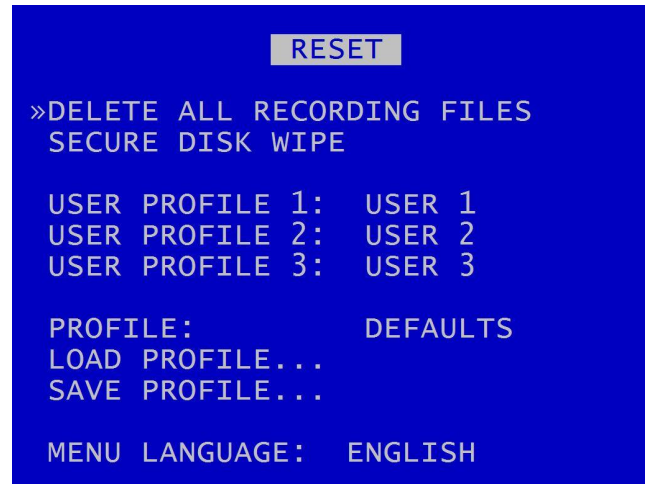 RESET
»DELETE ALL RECORDING FILES
SECURE DISK WIPE
USER PROFILE 1: USER 1
USER PROFILE 2: USER 2
USER PROFILE 3: USER 3
PROFILE: DEFAULTS
LOAD PROFILE...
SAVE PROFILE...
MENU LANGUAGE: ENGLISH